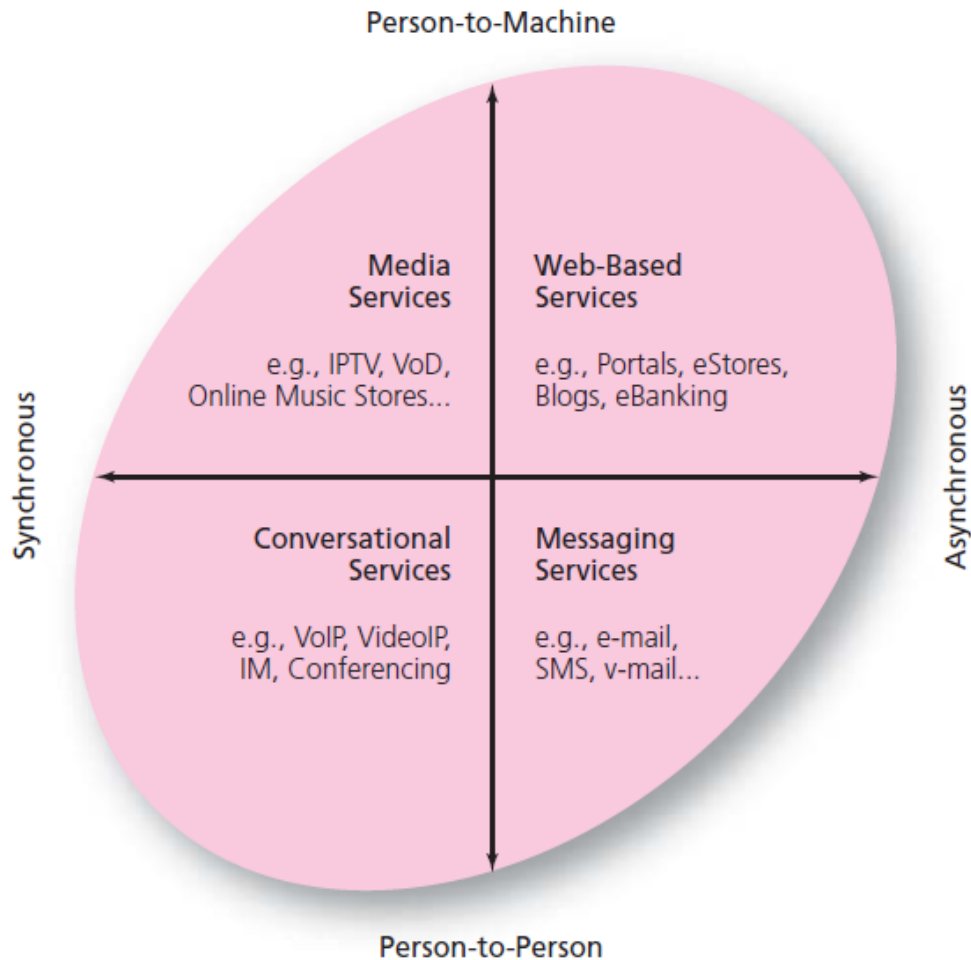 Person-to-Machine
Media
Services
e.g., IPTV, VoD,
Online Music Stores...
Web-Based
Services
e.g., Portals, eStores,
Blogs, eBanking
Synchronous
Asynchronous
Conversational
Services
e.g., VoIP, VideoIP,
IM, Conferencing
Messaging
Services
e.g., e-mail,
SMS, v-mail...
Person-to-Person